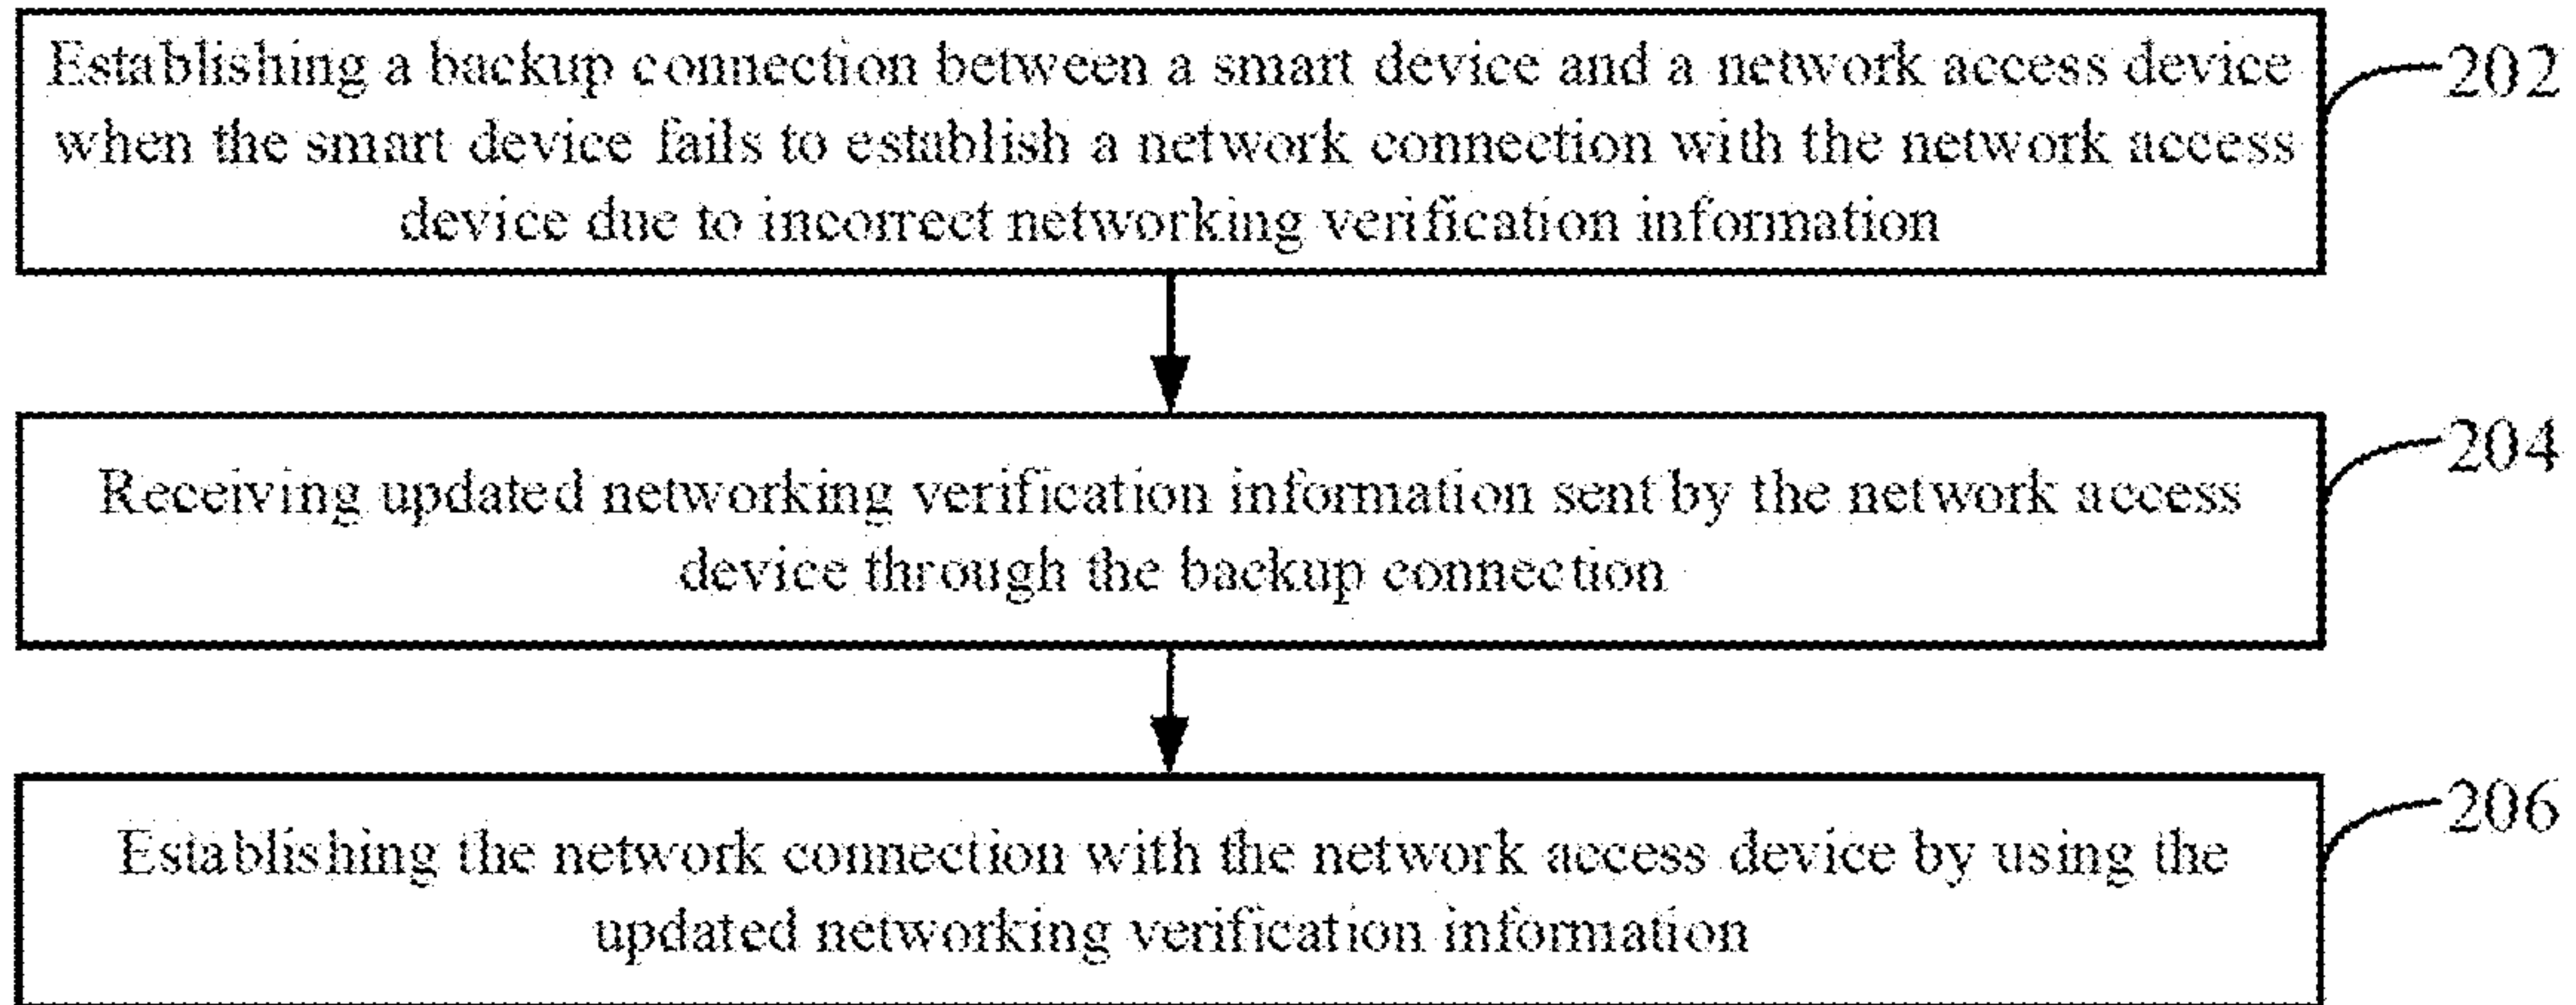 Establishing a backup connection between a smart device and a network access device
when the smart device fails to establish a network connection with the network access
device due to incorrect networking verification information
202
Receiving updated networking verification information sent by the network access
device through the backup connection
204
Establishing the network connection with the network access device by using the
updated networking verification information
206